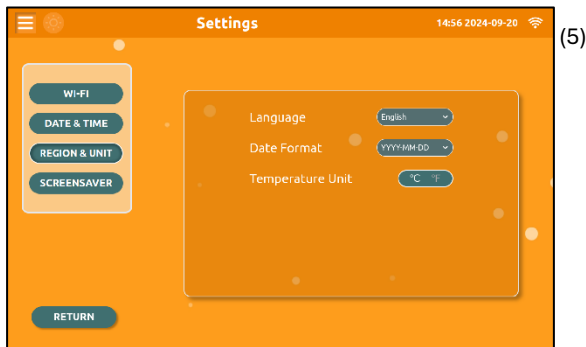 Settings
14:56 2024-09-20
(5)
WI-FI
DATE & TIME
REGION & UNIT
SCREENSAVER
Language English
Date Format YYYY-MM-DD
Temperature Unit °C °F
RETURN